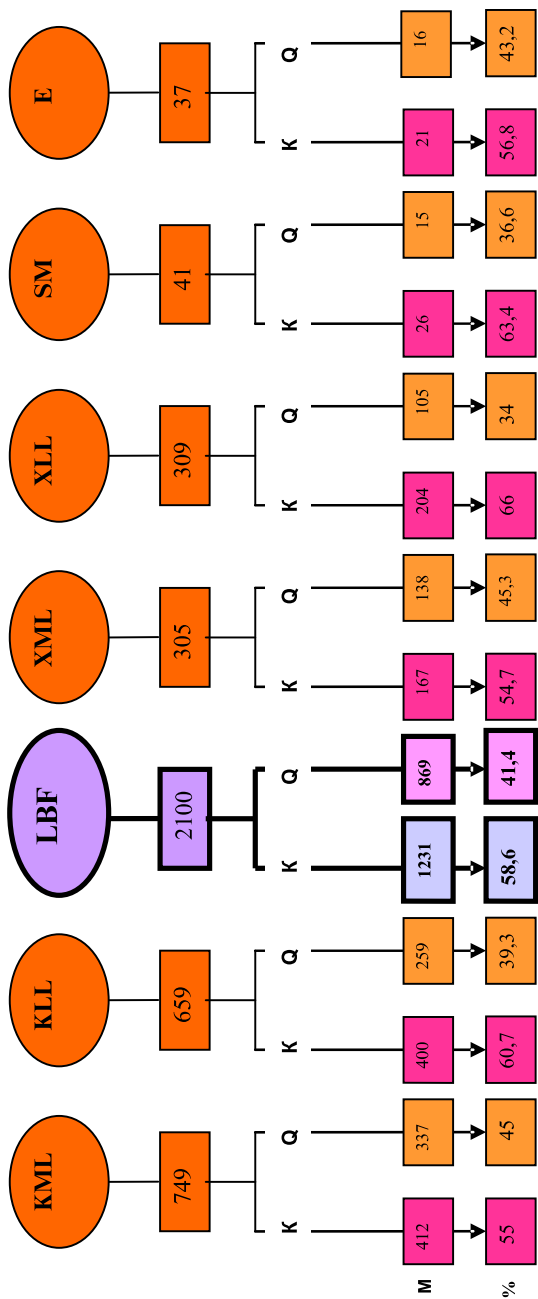 KML KLL LBF XML XLL SM E
749 659 2100 305 309 41 37
K Q K Q K Q K Q K Q K Q K Q
M 412 337 400 259 1231 869 167 138 204 105 26 15 21 16
% 55 45 60,7 39,3 58,6 41,4 54,7 45,3 66 34 63,4 36,6 56,8 43,2